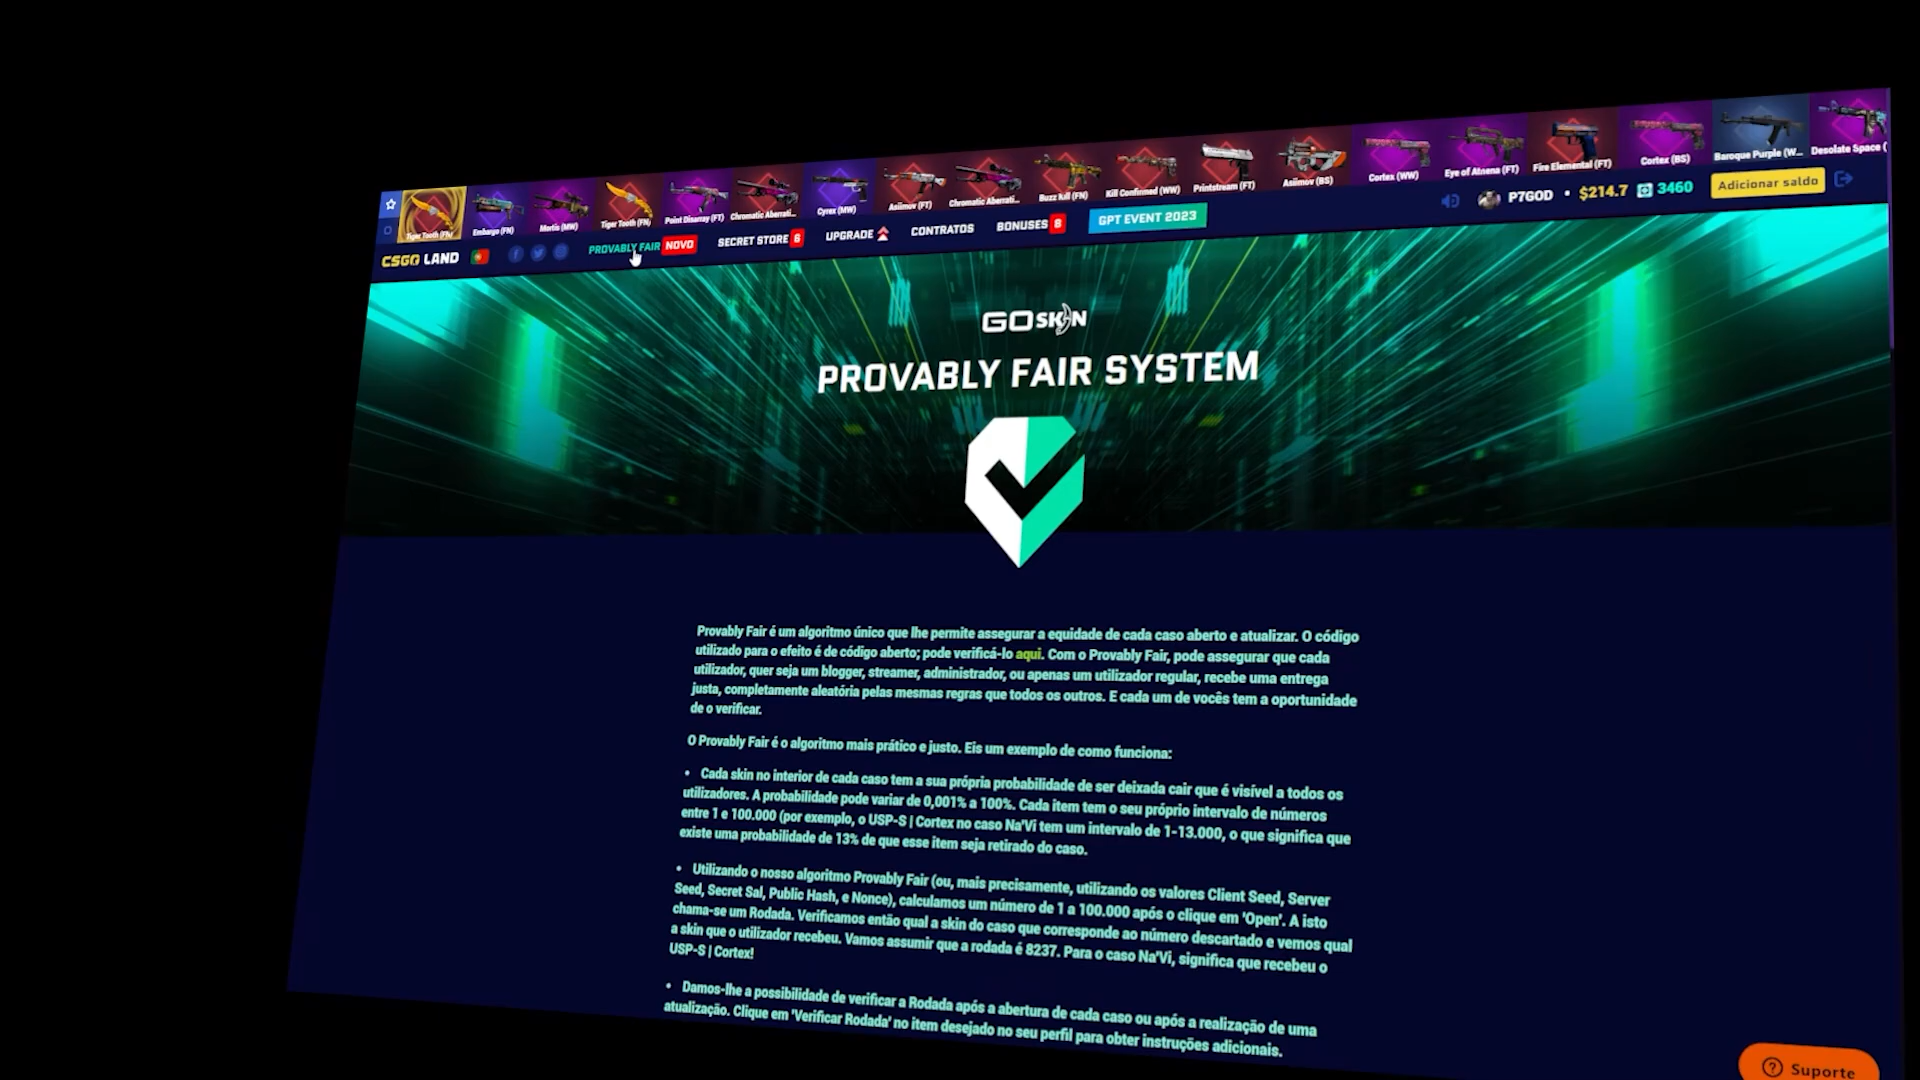 Tiger Tooth (FN)
Embargo (FN)
Mortis (MW)
Tiger Tooth (FN)
Point Disarray (FT)
Chromatic Aberrati...
Cyrex (MW)
Asiimov (FT)
Chromatic Aberrati...
Buzz Kill (FN)
Kill Confirmed (WW)
Printstream (FT)
Asiimov (BS)
Cortex (WW)
Eye of Athena (FT)
Fire Elemental (FT)
Cortex (BS)
Baroque Purple (W...
Desolate Space (
CSGO LAND
PROVABLY FAIR NOVO
SECRET STORE 6
UPGRADE
CONTRATOS
BONUSES 8
GPT EVENT 2023
P7GOD • $214.7 3460
Adicionar saldo
GOSKIN
PROVABLY FAIR SYSTEM
Provably Fair é um algoritmo único que lhe permite assegurar a equidade de cada caso aberto e atualizar. O código
utilizado para o efeito é de código aberto; pode verificá-lo aqui. Com o Provably Fair, pode assegurar que cada
utilizador, quer seja um blogger, streamer, administrador, ou apenas um utilizador regular, recebe uma entrega
justa, completamente aleatória pelas mesmas regras que todos os outros. E cada um de vocês tem a oportunidade
de o verificar.
O Provably Fair é o algoritmo mais prático e justo. Eis um exemplo de como funciona:
• Cada skin no interior de cada caso tem a sua própria probabilidade de ser deixada cair que é visível a todos os
utilizadores. A probabilidade pode variar de 0,001% a 100%. Cada item tem o seu próprio intervalo de números
entre 1 e 100.000 (por exemplo, o USP-S | Cortex no caso Na'Vi tem um intervalo de 1-13.000, o que significa que
existe uma probabilidade de 13% de que esse item seja retirado do caso.
• Utilizando o nosso algoritmo Provably Fair (ou, mais precisamente, utilizando os valores Client Seed, Server
Seed, Secret Sal, Public Hash, e Nonce), calculamos um número de 1 a 100.000 após o clique em 'Open'. A isto
chama-se um Rodada. Verificamos então qual a skin do caso que corresponde ao número descartado e vemos qual
a skin que o utilizador recebeu. Vamos assumir que a rodada é 8237. Para o caso Na'Vi, significa que recebeu o
USP-S | Cortex!
• Damos-lhe a possibilidade de verificar a Rodada após a abertura de cada caso ou após a realização de uma
atualização. Clique em 'Verificar Rodada' no item desejado no seu perfil para obter instruções adicionais.
Suporte